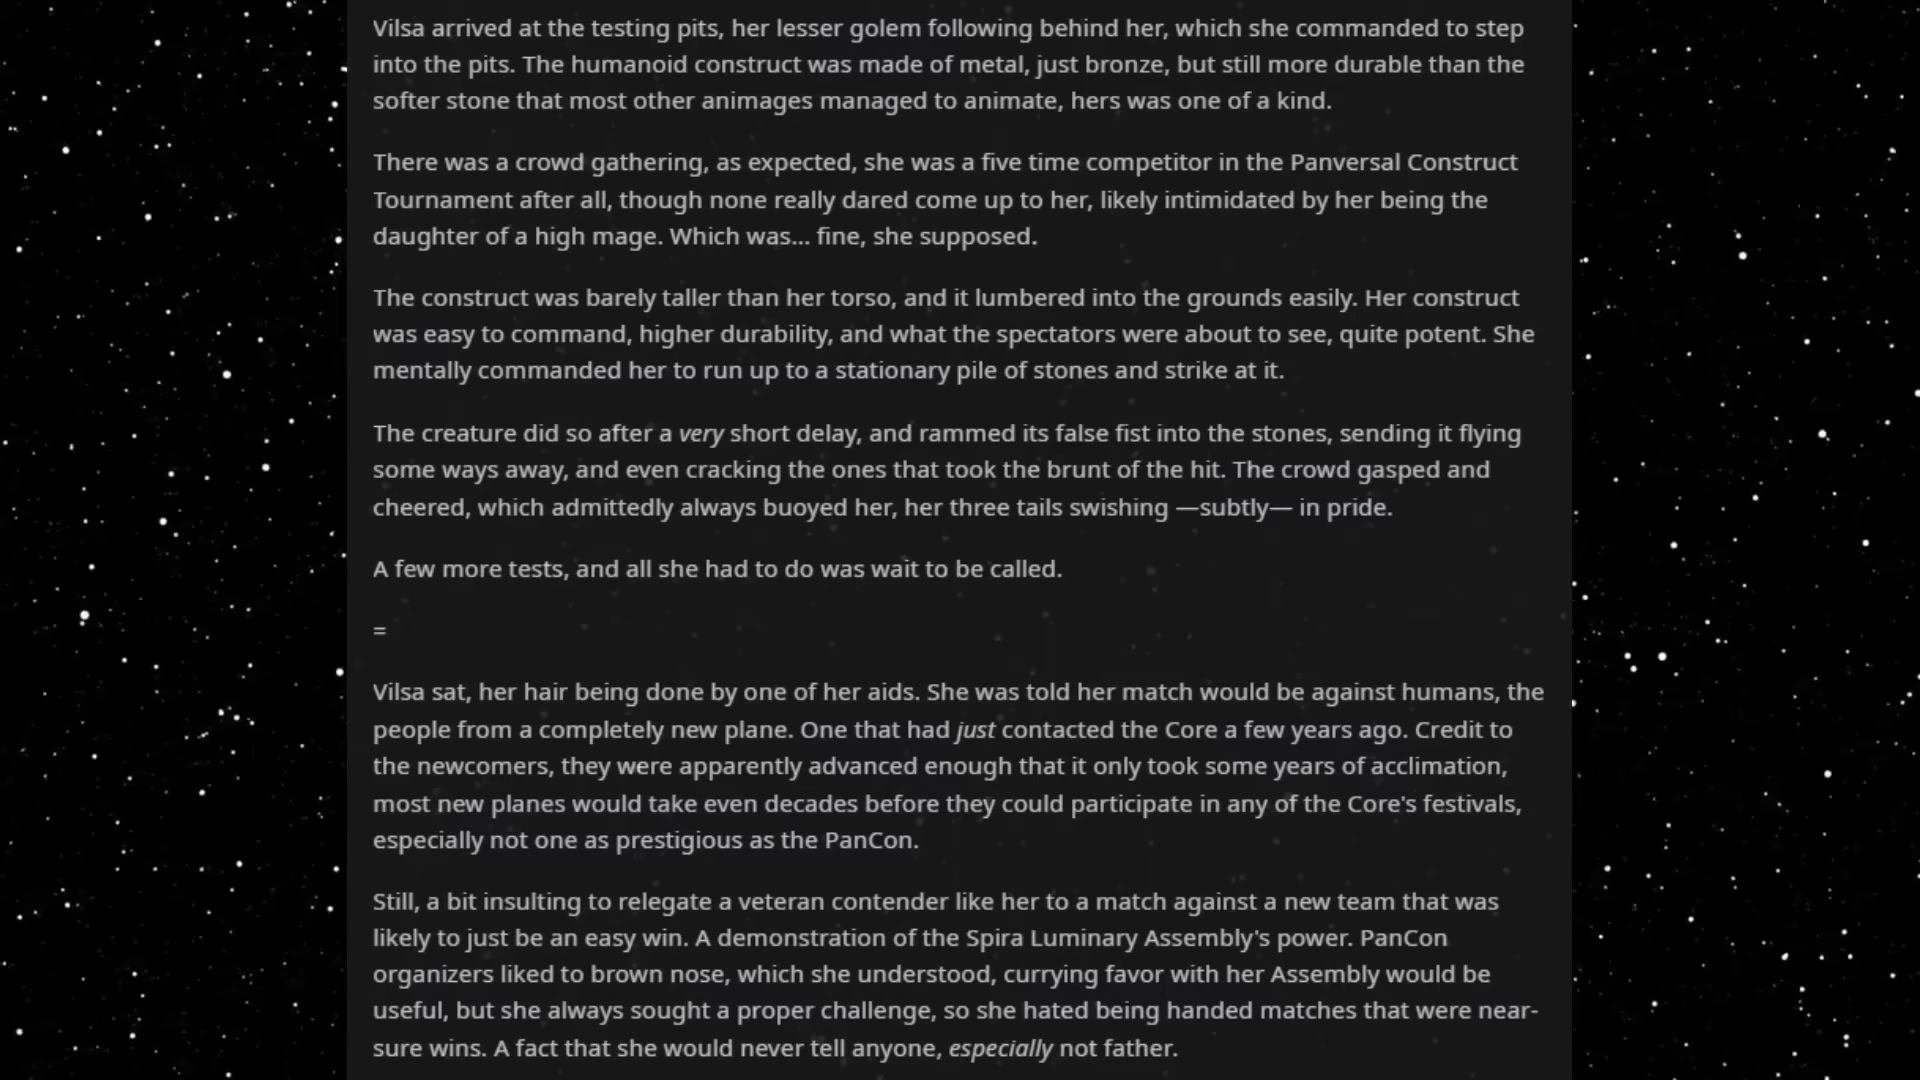 Vilsa arrived at the testing pits, her lesser golem following behind her, which she commanded to step
into the pits. The humanoid construct was made of metal, just bronze, but still more durable than the
softer stone that most other animages managed to animate, hers was one of a kind.
There was a crowd gathering, as expected, she was a five time competitor in the Panversal Construct
Tournament after all, though none really dared come up to her, likely intimidated by her being the
daughter of a high mage. Which was... fine, she supposed.
The construct was barely taller than her torso, and it lumbered into the grounds easily. Her construct
was easy to command, higher durability, and what the spectators were about to see, quite potent. She
mentally commanded her to run up to a stationary pile of stones and strike at it.
The creature did so after a very short delay, and rammed its false fist into the stones, sending it flying
some ways away, and even cracking the ones that took the brunt of the hit. The crowd gasped and
cheered, which admittedly always buoyed her, her three tails swishing —subtly— in pride.
A few more tests, and all she had to do was wait to be called.
=
Vilsa sat, her hair being done by one of her aids. She was told her match would be against humans, the
people from a completely new plane. One that had just contacted the Core a few years ago. Credit to
the newcomers, they were apparently advanced enough that it only took some years of acclimation,
most new planes would take even decades before they could participate in any of the Core's festivals,
especially not one as prestigious as the PanCon.
Still, a bit insulting to relegate a veteran contender like her to a match against a new team that was
likely to just be an easy win. A demonstration of the Spira Luminary Assembly's power. PanCon
organizers liked to brown nose, which she understood, currying favor with her Assembly would be
useful, but she always sought a proper challenge, so she hated being handed matches that were near-
sure wins. A fact that she would never tell anyone, especially not father.